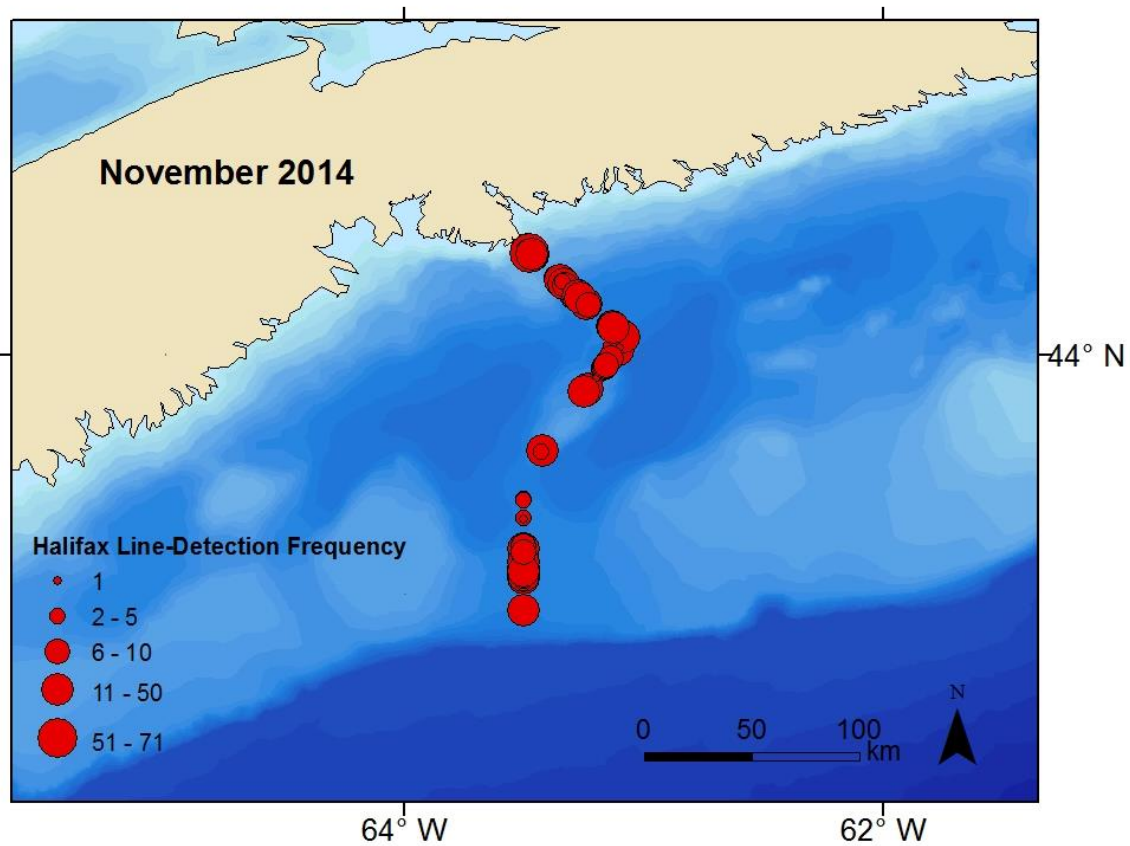 November 2014
44° N
Halifax Line-Detection Frequency
1
2 - 5
6 - 10
11 - 50
51 - 71
N
0 50 100
km
64° W 62° W